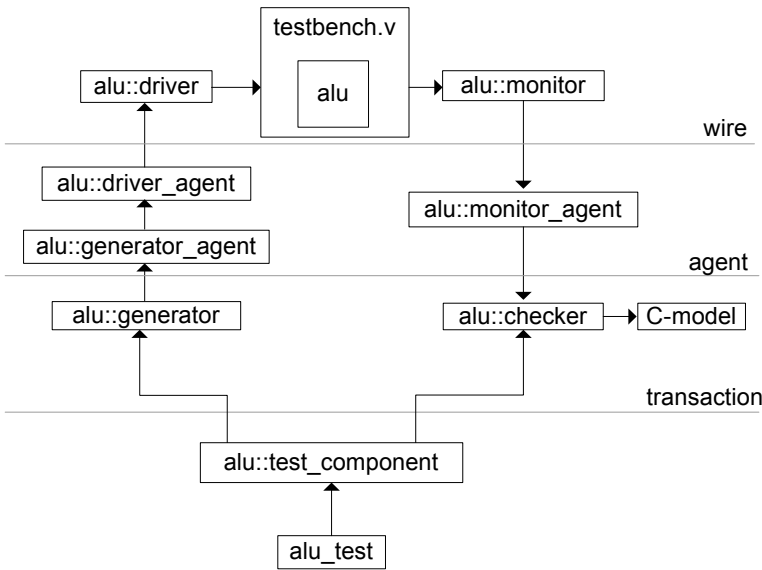 testbench.v
alu::driver
alu
alu::monitor
wire
alu::driver_agent
alu::monitor_agent
alu::generator_agent
agent
alu::generator
alu::checker
C-model
transaction
alu::test_component
alu_test